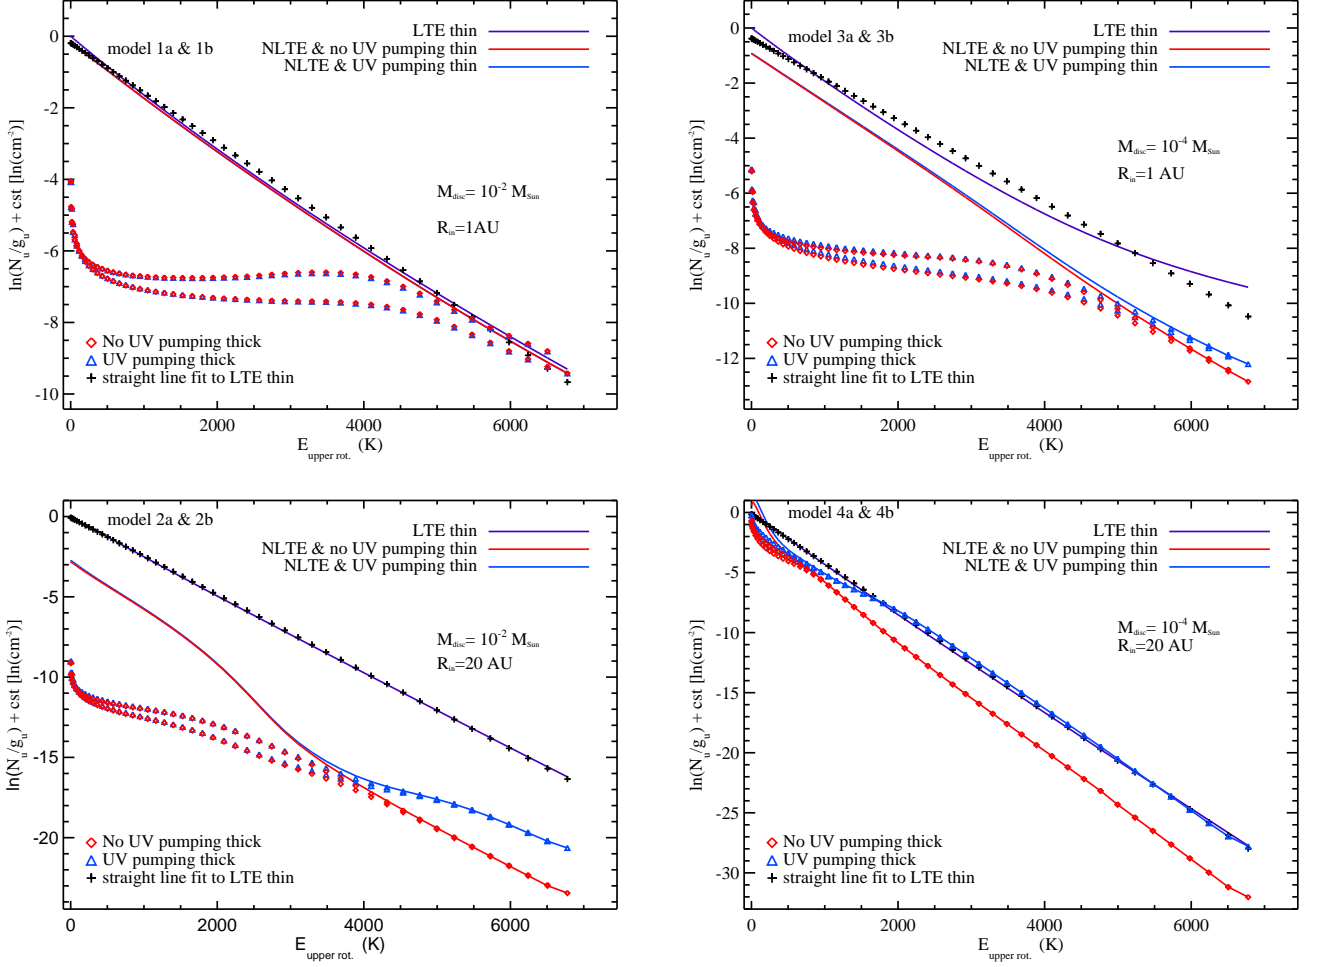 model 1a & 1b
LTE thin
NLTE & no UV pumping thin
NLTE & UV pumping thin
M_disc = 10^-2 M_Sun
R_in=1AU
No UV pumping thick
UV pumping thick
straight line fit to LTE thin
0
-2
-4
-6
-8
-10
ln(N_u/g_u) + cst [ln(cm^-2)]
0 2000 4000 6000
E_upper rot. (K)
model 3a & 3b
LTE thin
NLTE & no UV pumping thin
NLTE & UV pumping thin
M_disc = 10^-4 M_Sun
R_in=1 AU
No UV pumping thick
UV pumping thick
straight line fit to LTE thin
0
-2
-4
-6
-8
-10
-12
ln(N_u/g_u) + cst [ln(cm^-2)]
0 2000 4000 6000
E_upper rot. (K)
model 2a & 2b
LTE thin
NLTE & no UV pumping thin
NLTE & UV pumping thin
M_disc = 10^-2 M_Sun
R_in=20 AU
No UV pumping thick
UV pumping thick
straight line fit to LTE thin
0
-5
-10
-15
-20
ln(N_u/g_u) + cst [ln(cm^-2)]
0 2000 4000 6000
E_upper rot. (K)
model 4a & 4b
LTE thin
NLTE & no UV pumping thin
NLTE & UV pumping thin
M_disc = 10^-4 M_Sun
R_in=20 AU
No UV pumping thick
UV pumping thick
straight line fit to LTE thin
0
-5
-10
-15
-20
-25
-30
ln(N_u/g_u) + cst [ln(cm^-2)]
0 2000 4000 6000
E_upper rot. (K)